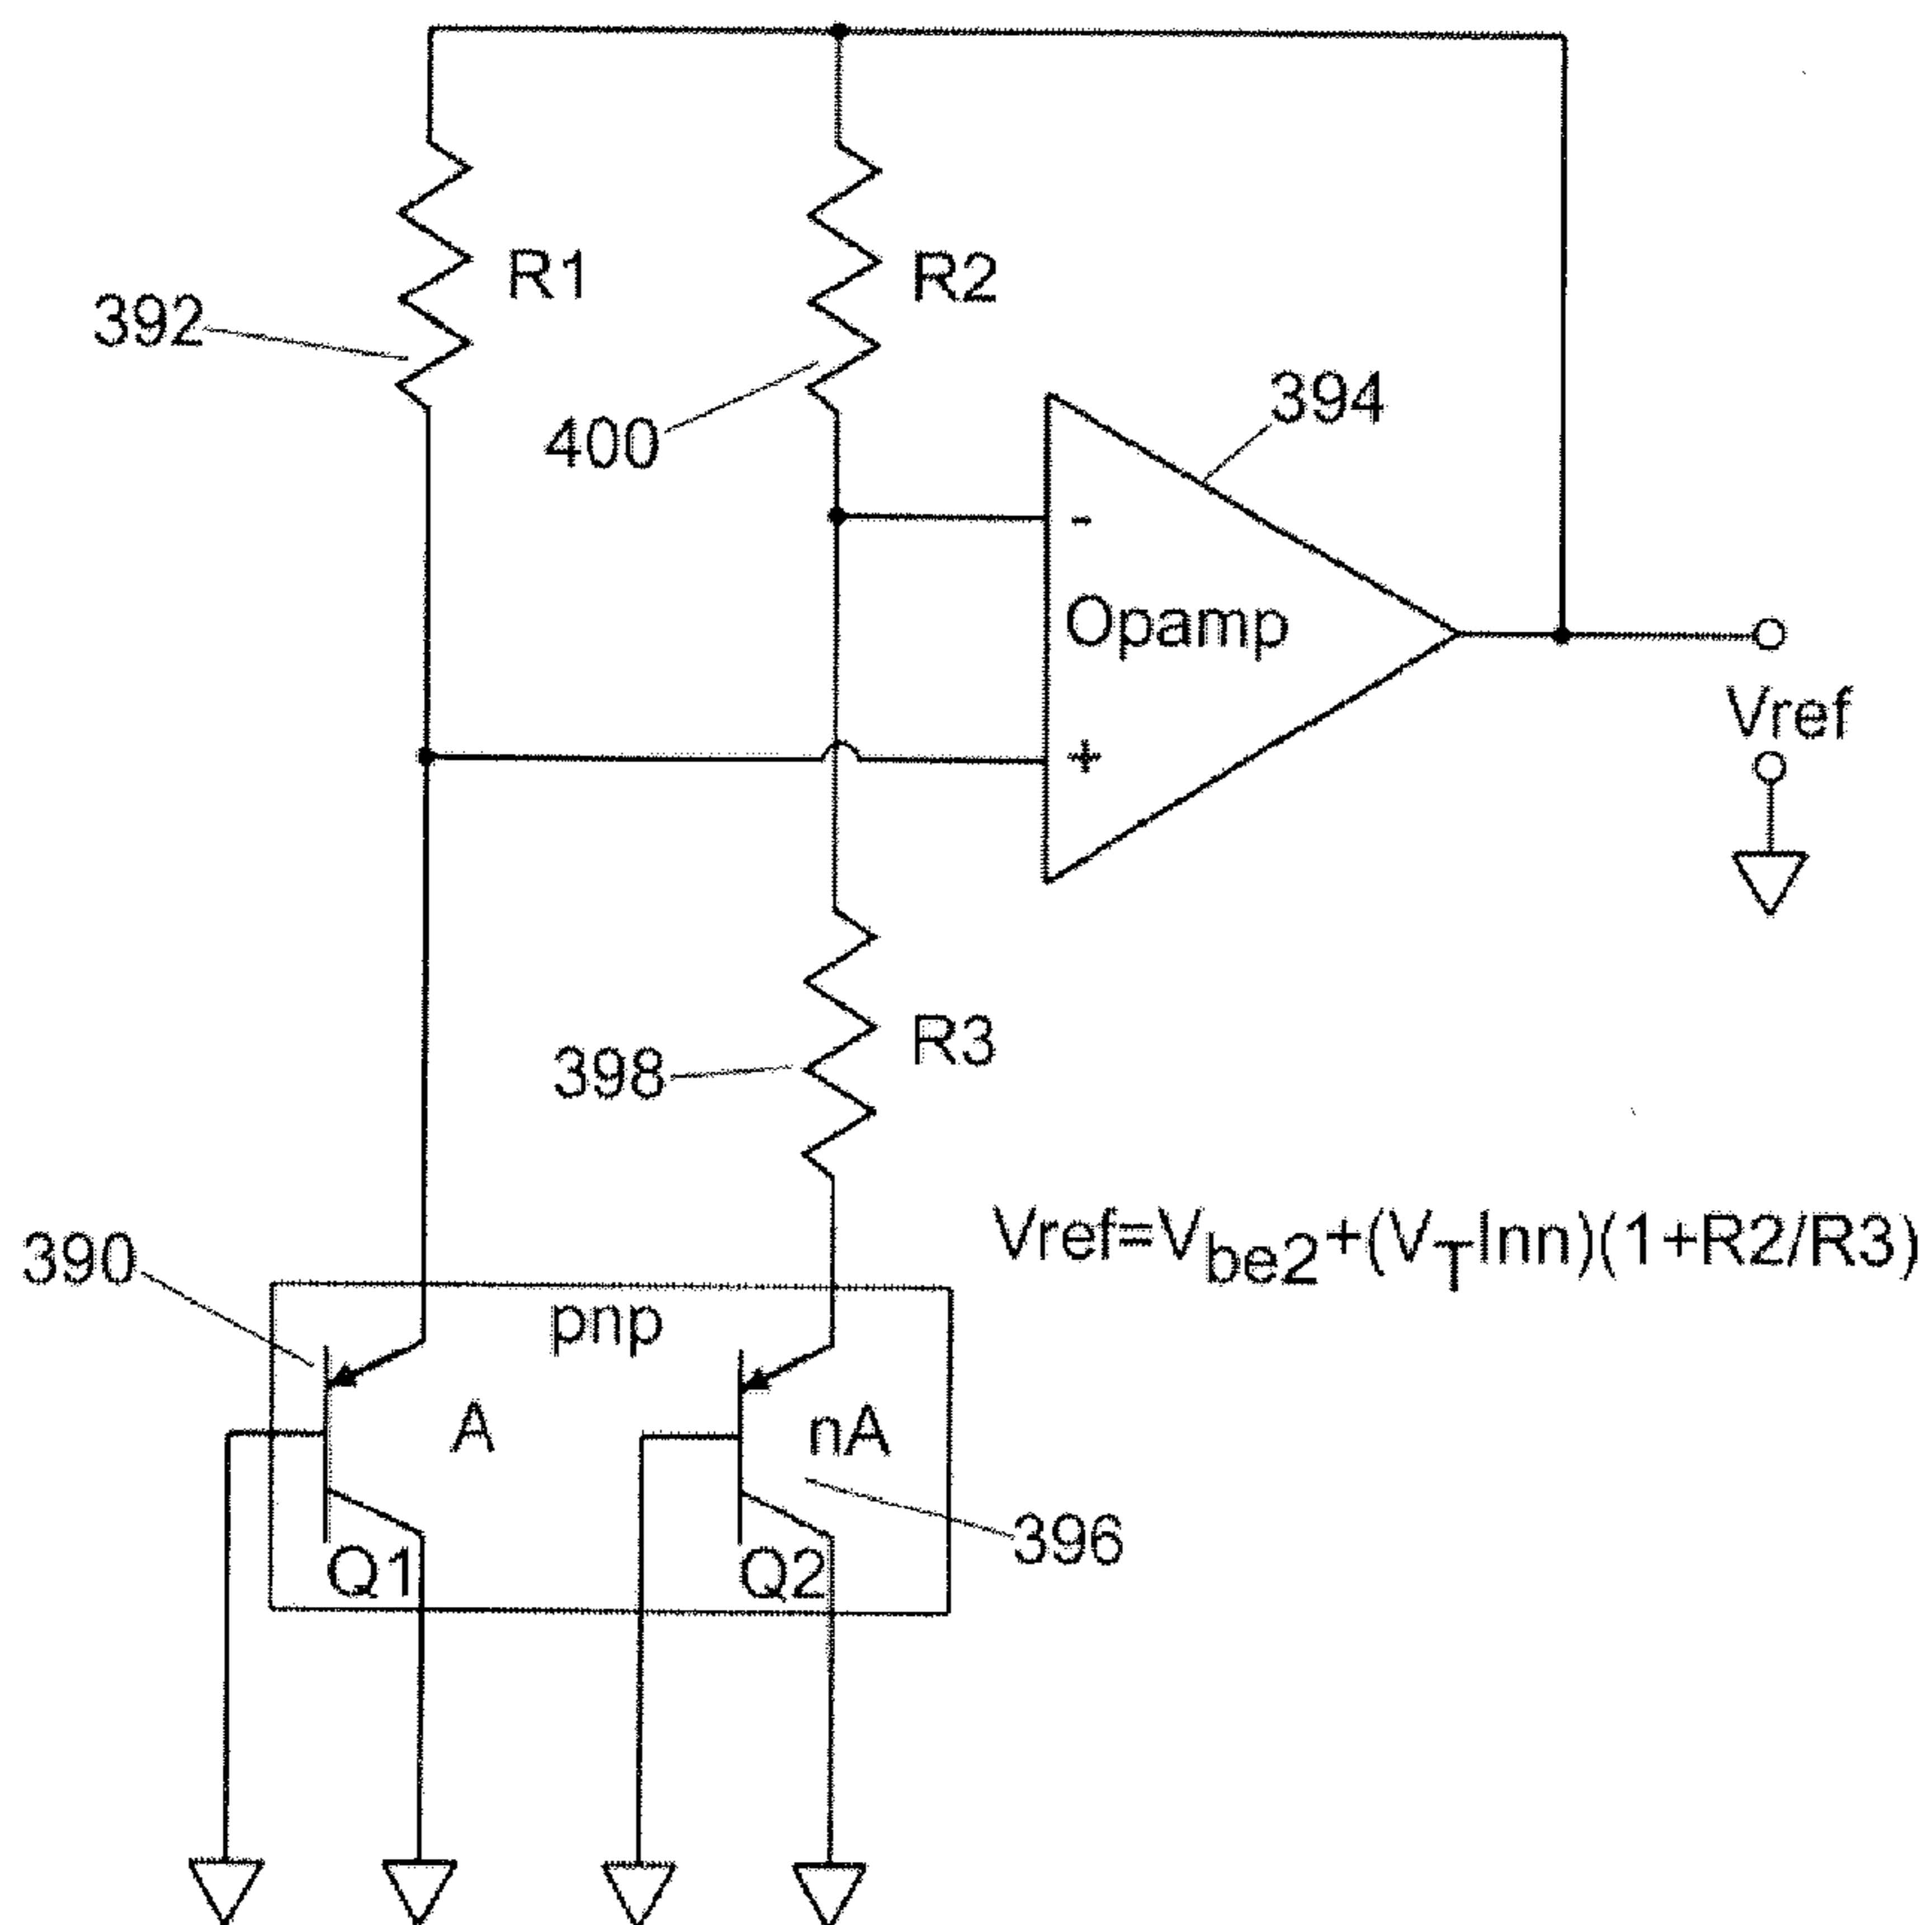 R1
R2
392
400
394
-
Opamp
+
Vref
R3
398
Vref=Vbe2+(VTlnn)(1+R2/R3)
390
pnp
A
nA
396
Q1
Q2